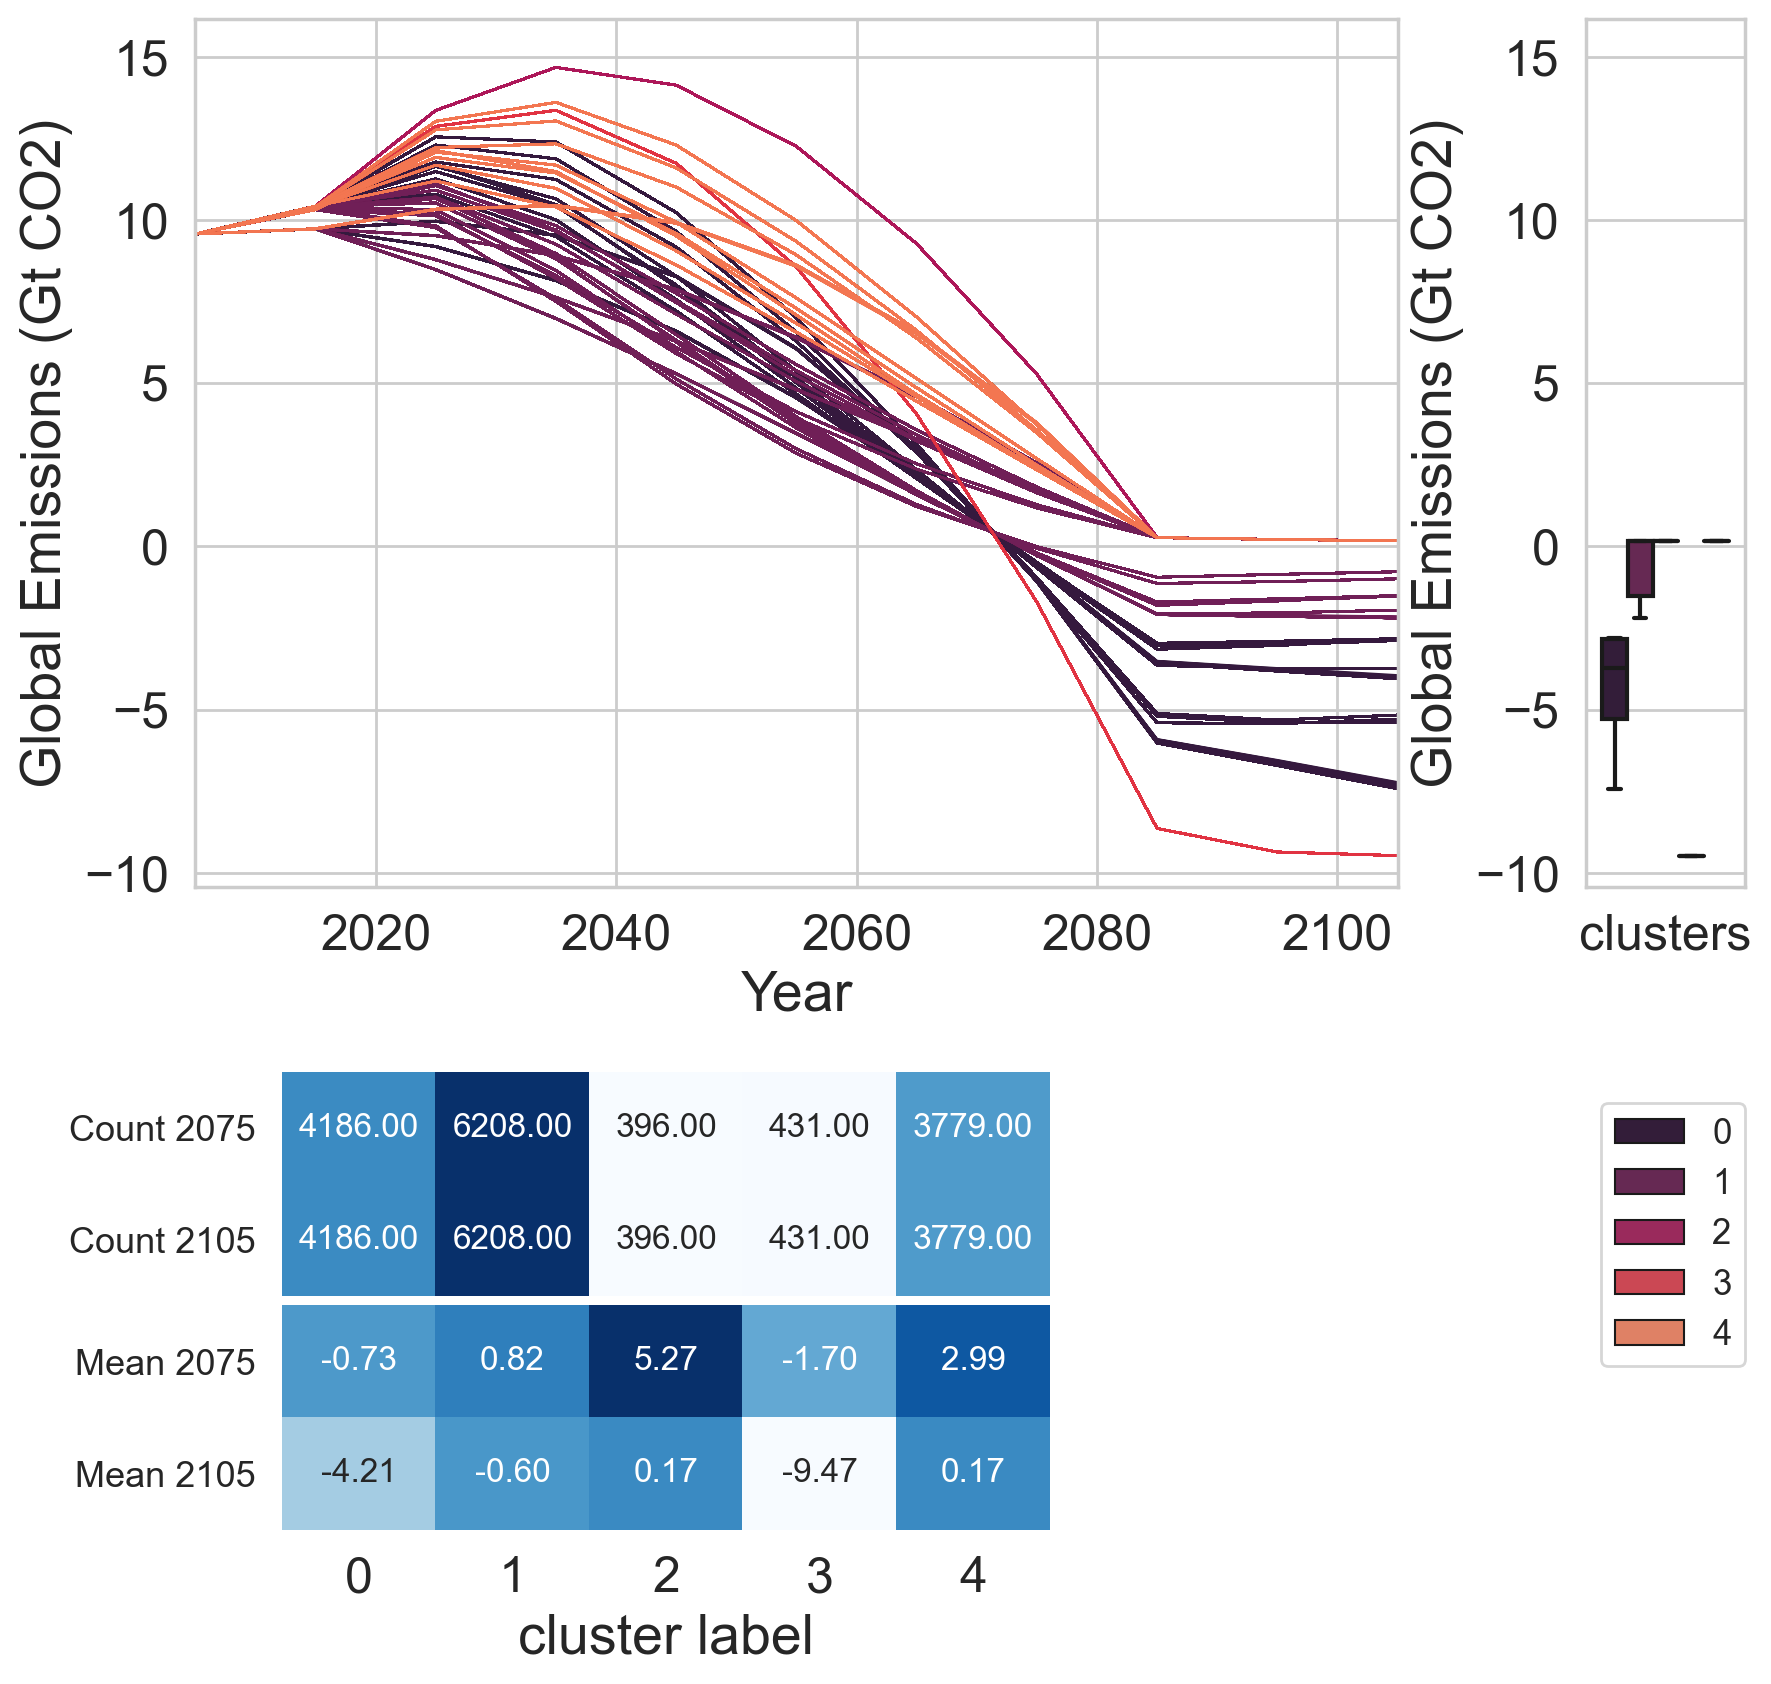 Global Emissions (Gt CO2)
15
10
5
0
−5
−10
2020 2040 2060 2080 2100
Year
Global Emissions (Gt CO2)
15
10
5
0
−5
−10
clusters
Count 2075 4186.00 6208.00 396.00 431.00 3779.00
Count 2105 4186.00 6208.00 396.00 431.00 3779.00
Mean 2075 -0.73 0.82 5.27 -1.70 2.99
Mean 2105 -4.21 -0.60 0.17 -9.47 0.17
0 1 2 3 4
cluster label
0
1
2
3
4